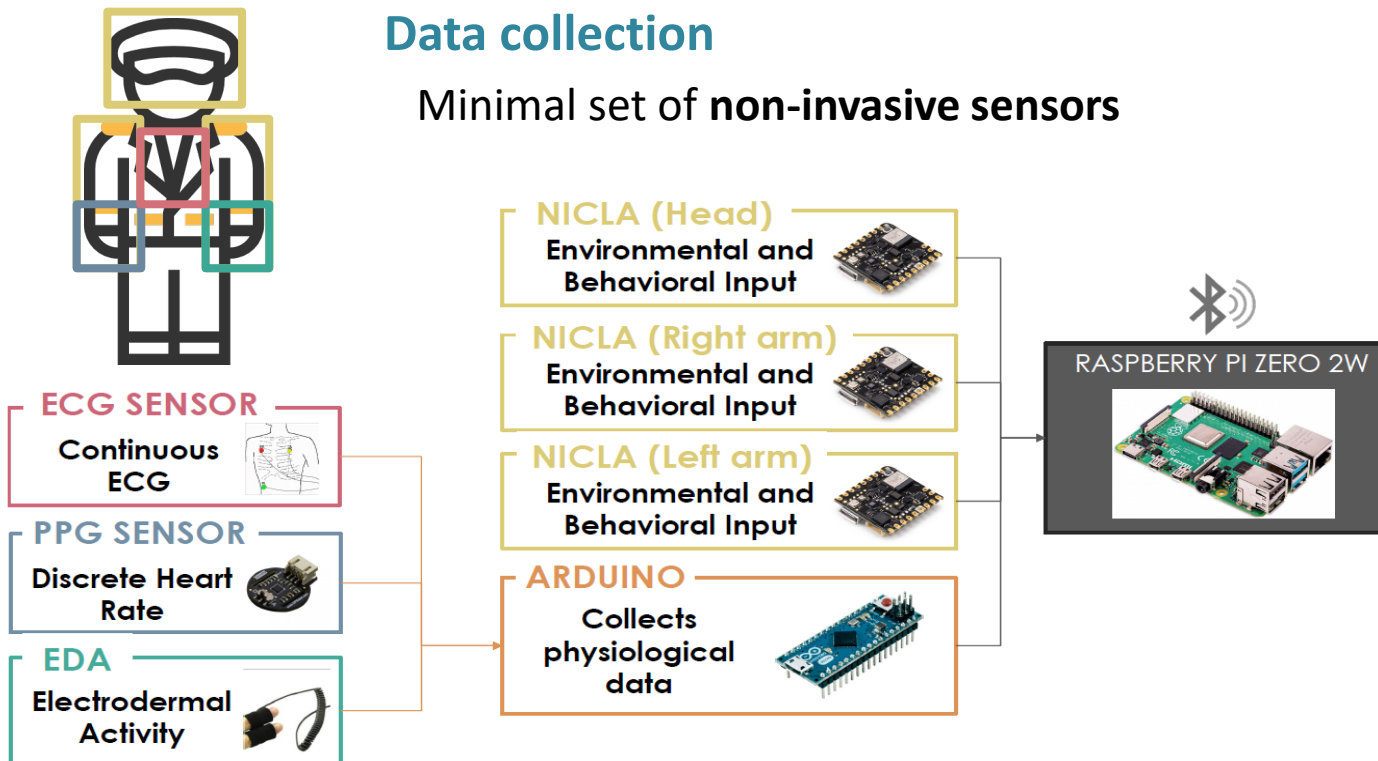 Data collection
Minimal set of non-invasive sensors
NICLA (Head)
Environmental and
Behavioral Input
NICLA (Right arm)
Environmental and
Behavioral Input
NICLA (Left arm)
Environmental and
Behavioral Input
ARDUINO
Collects
physiological
data
RASPBERRY PI ZERO 2W
ECG SENSOR
Continuous
ECG
PPG SENSOR
Discrete Heart
Rate
EDA
Electrodermal
Activity